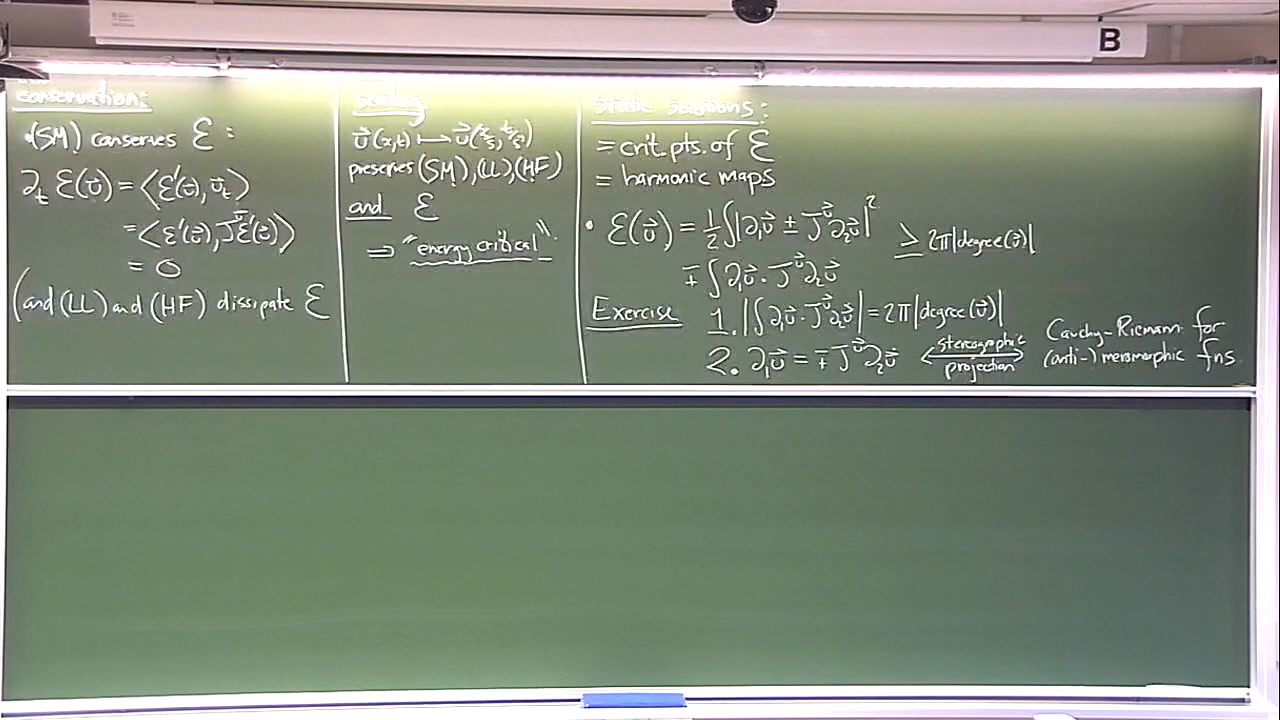 B
conservation:
• (SM) conserves ℰ :
∂ₜ ℰ(u⃗) = ⟨ℰ'(u⃗), u⃗ₜ⟩
= ⟨ℰ'(u⃗), J^u⃗ ℰ'(u⃗)⟩
= 0
(and (LL) and (HF) dissipate ℰ
Scaling
u⃗(x,t) ⟼ u⃗(x/s, t/s²)
preserves (SM), (LL), (HF)
and ℰ
⇒ "energy critical".
Static solutions:
= crit. pts. of ℰ
= harmonic maps
• ℰ(u⃗) = ½∫|∂₁u⃗ ± J^u⃗ ∂₂u⃗|² ≥ 2π|degree(u⃗)|
∓ ∫ ∂₁u⃗ · J^u⃗ ∂₂u⃗
Exercise 1. |∫∂₁u⃗ · J^u⃗ ∂₂u⃗| = 2π|degree(u⃗)|
2. ∂₁u⃗ = ∓ J^u⃗ ∂₂u⃗ ⟷ stereographic projection Cauchy-Riemann for (anti-) meromorphic fns